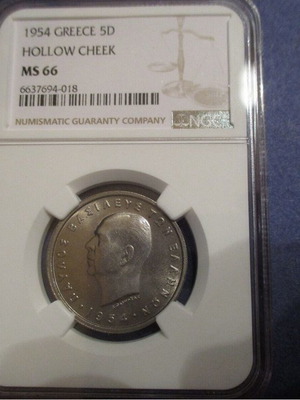 1954 GREECE 5D
HOLLOW CHEEK
MS 66
6637694-018
NUMISMATIC GUARANTY COMPANY
NGC
ΠΑΥΛΟΣ ΒΑΣΙΛΕΥΣ ΤΩΝ ΕΛΛΗΝΩΝ
·1954·